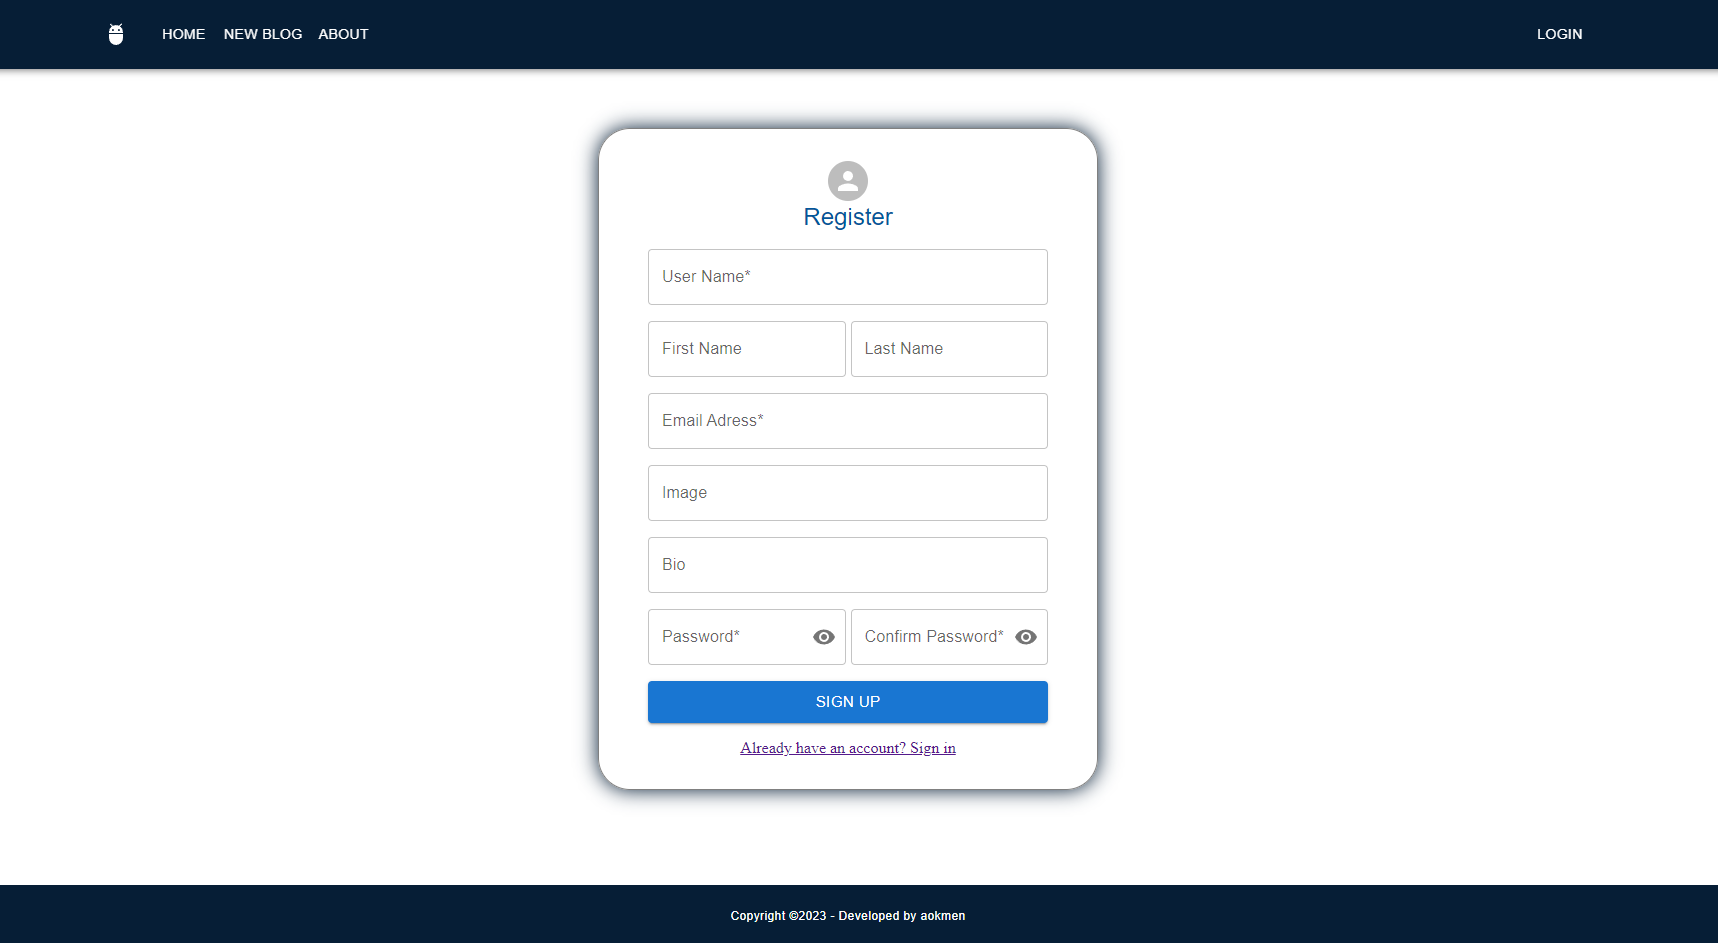 HOME NEW BLOG ABOUT LOGIN
Register
User Name*
First Name Last Name
Email Adress*
Image
Bio
Password* Confirm Password*
SIGN UP
Already have an account? Sign in
Copyright ©2023 - Developed by aokmen